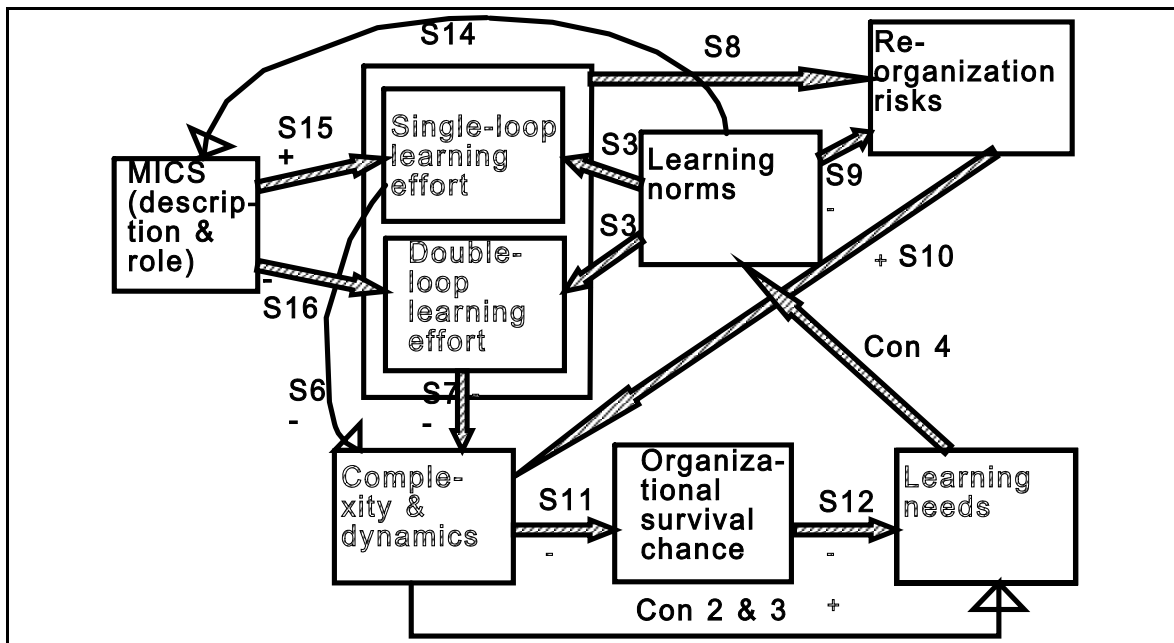 S14
S8
Re-
organization
risks
S15
+
Single-loop
learning
effort
S3
Learning
norms
S9
-
MICS
(descrip-
tion &
role)
-
S16
S3
Double-
loop
learning
effort
+ S10
Con 4
S6
-
S7 -
-
Comple-
xity &
dynamics
S11
-
Organiza-
tional
survival
chance
S12
-
Learning
needs
Con 2 & 3 +